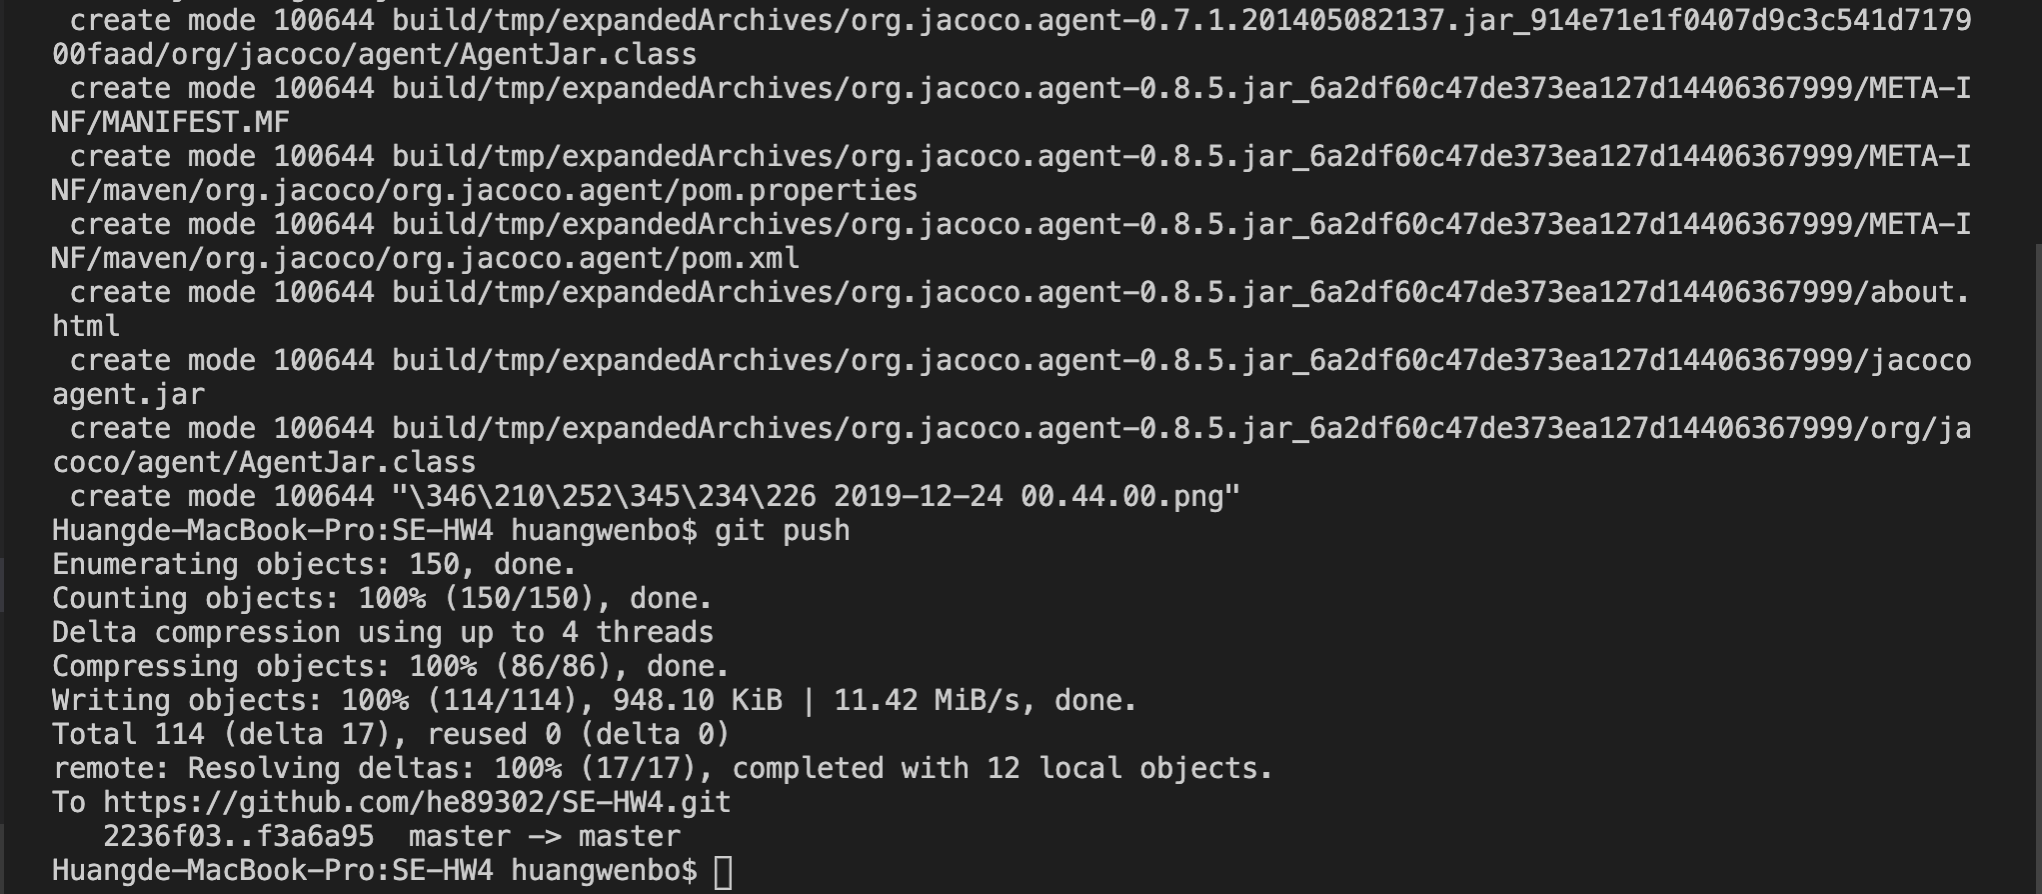 create mode 100644 build/tmp/expandedArchives/org.jacoco.agent-0.7.1.201405082137.jar_914e71e1f0407d9c3c541d7179
00faad/org/jacoco/agent/AgentJar.class
create mode 100644 build/tmp/expandedArchives/org.jacoco.agent-0.8.5.jar_6a2df60c47de373ea127d14406367999/META-I
NF/MANIFEST.MF
create mode 100644 build/tmp/expandedArchives/org.jacoco.agent-0.8.5.jar_6a2df60c47de373ea127d14406367999/META-I
NF/maven/org.jacoco/org.jacoco.agent/pom.properties
create mode 100644 build/tmp/expandedArchives/org.jacoco.agent-0.8.5.jar_6a2df60c47de373ea127d14406367999/META-I
NF/maven/org.jacoco/org.jacoco.agent/pom.xml
create mode 100644 build/tmp/expandedArchives/org.jacoco.agent-0.8.5.jar_6a2df60c47de373ea127d14406367999/about.
html
create mode 100644 build/tmp/expandedArchives/org.jacoco.agent-0.8.5.jar_6a2df60c47de373ea127d14406367999/jacoco
agent.jar
create mode 100644 build/tmp/expandedArchives/org.jacoco.agent-0.8.5.jar_6a2df60c47de373ea127d14406367999/org/ja
coco/agent/AgentJar.class
create mode 100644 "\346\210\252\345\234\226 2019-12-24 00.44.00.png"
Huangde-MacBook-Pro:SE-HW4 huangwenbo$ git push
Enumerating objects: 150, done.
Counting objects: 100% (150/150), done.
Delta compression using up to 4 threads
Compressing objects: 100% (86/86), done.
Writing objects: 100% (114/114), 948.10 KiB | 11.42 MiB/s, done.
Total 114 (delta 17), reused 0 (delta 0)
remote: Resolving deltas: 100% (17/17), completed with 12 local objects.
To https://github.com/he89302/SE-HW4.git
2236f03..f3a6a95  master -> master
Huangde-MacBook-Pro:SE-HW4 huangwenbo$